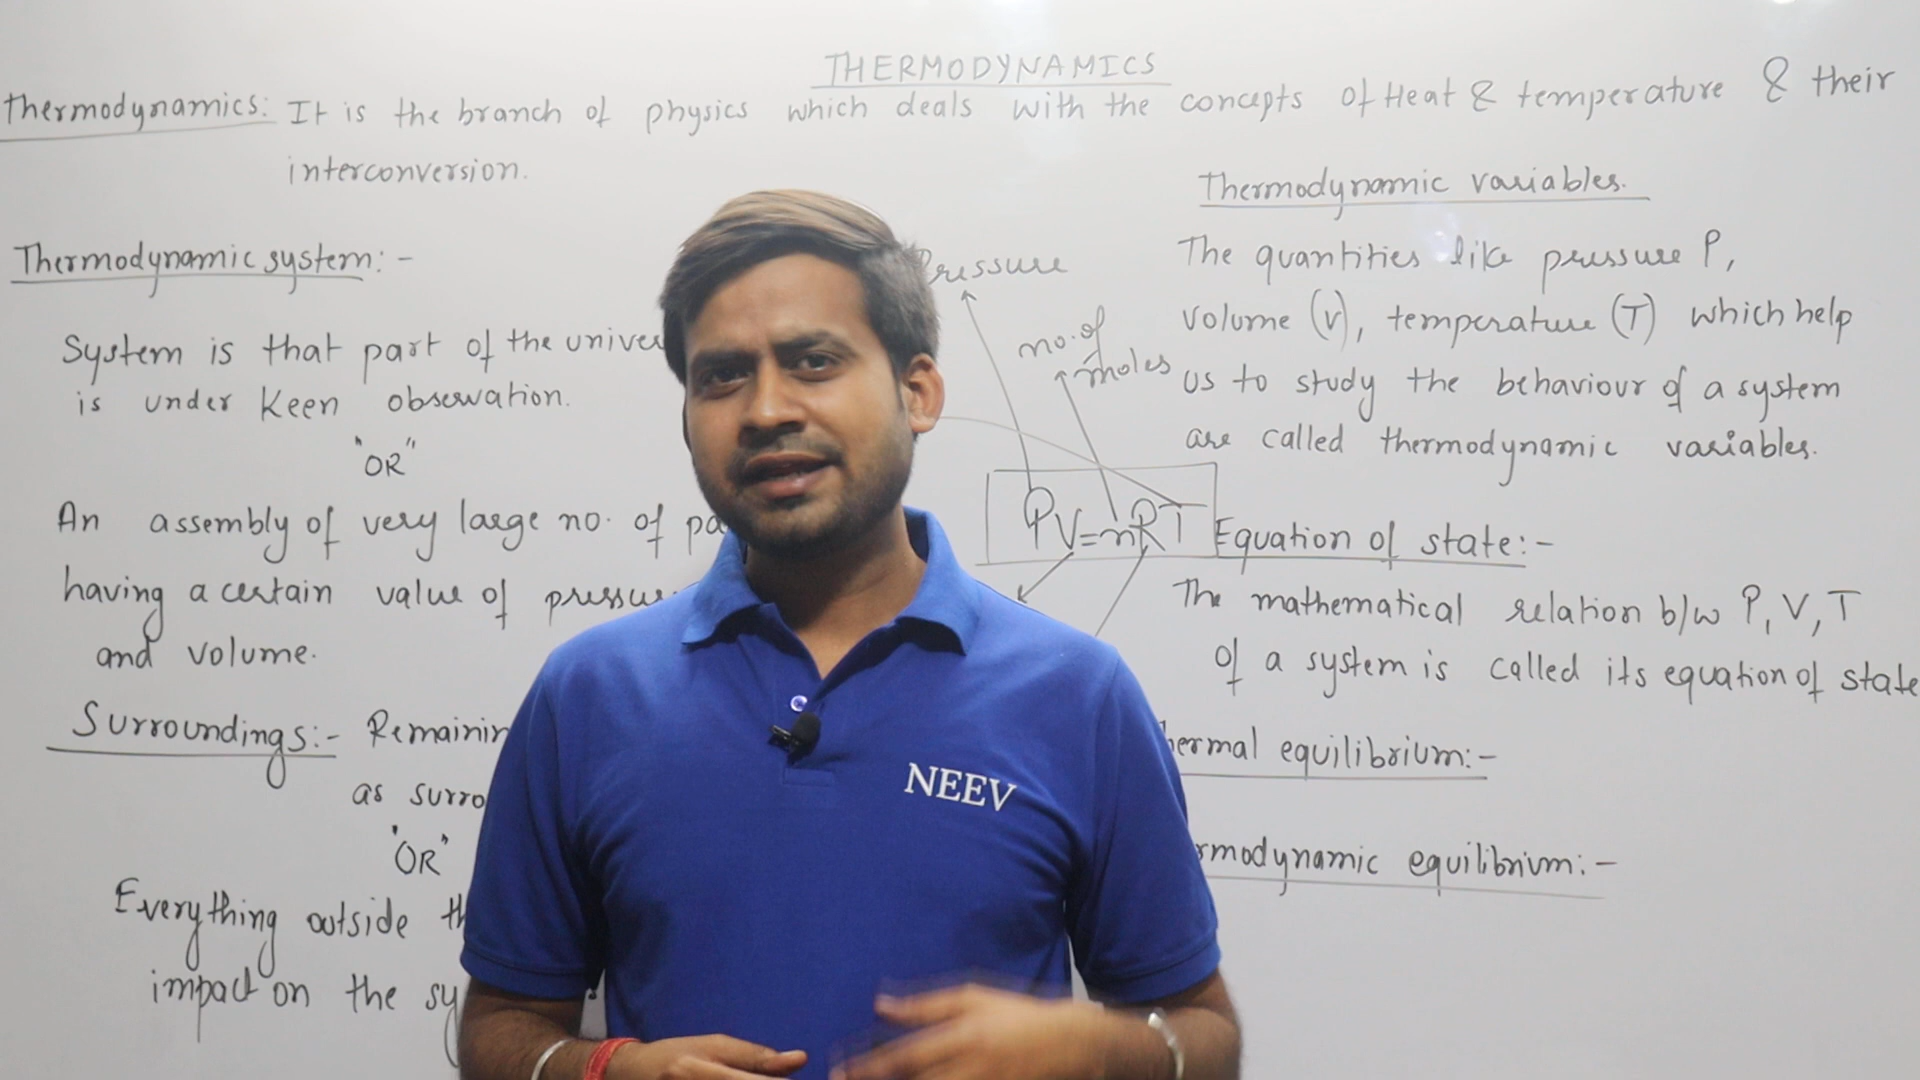 THERMODYNAMICS
Thermodynamics: It is the branch of physics which deals with the concepts of Heat & temperature & their
interconversion.
Thermodynamic system:-
System is that part of the univer
is under keen observation.
"OR"
An assembly of very large no. of pa
having a certain value of pressu
and volume.
Surroundings:- Remainin
as surro
"OR"
Everything outside th
impact on the sy
Pressure
no. of
moles
PV=nRT
Thermodynamic variables.
The quantities like pressure P,
volume (V), temperature (T) which help
us to study the behaviour of a system
are called thermodynamic variables.
Equation of state:-
The mathematical relation b/w P, V, T
of a system is called its equation of state
hermal equilibrium:-
rmodynamic equilibrium:-
NEEV